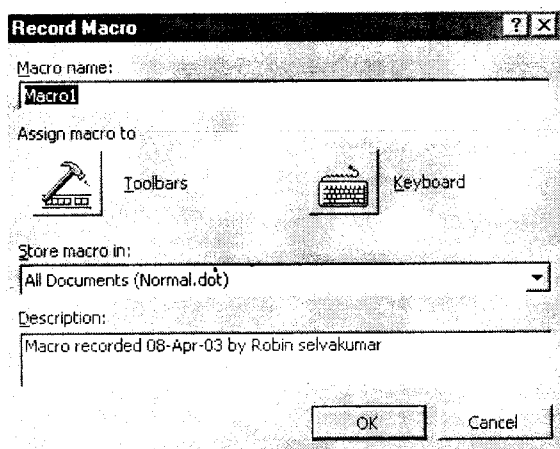 Record Macro
Macro name:
Macro1
Assign macro to
Toolbars
Keyboard
Store macro in:
All Documents (Normal.dot)
Description:
Macro recorded 08-Apr-03 by Robin selvakumar
OK
Cancel